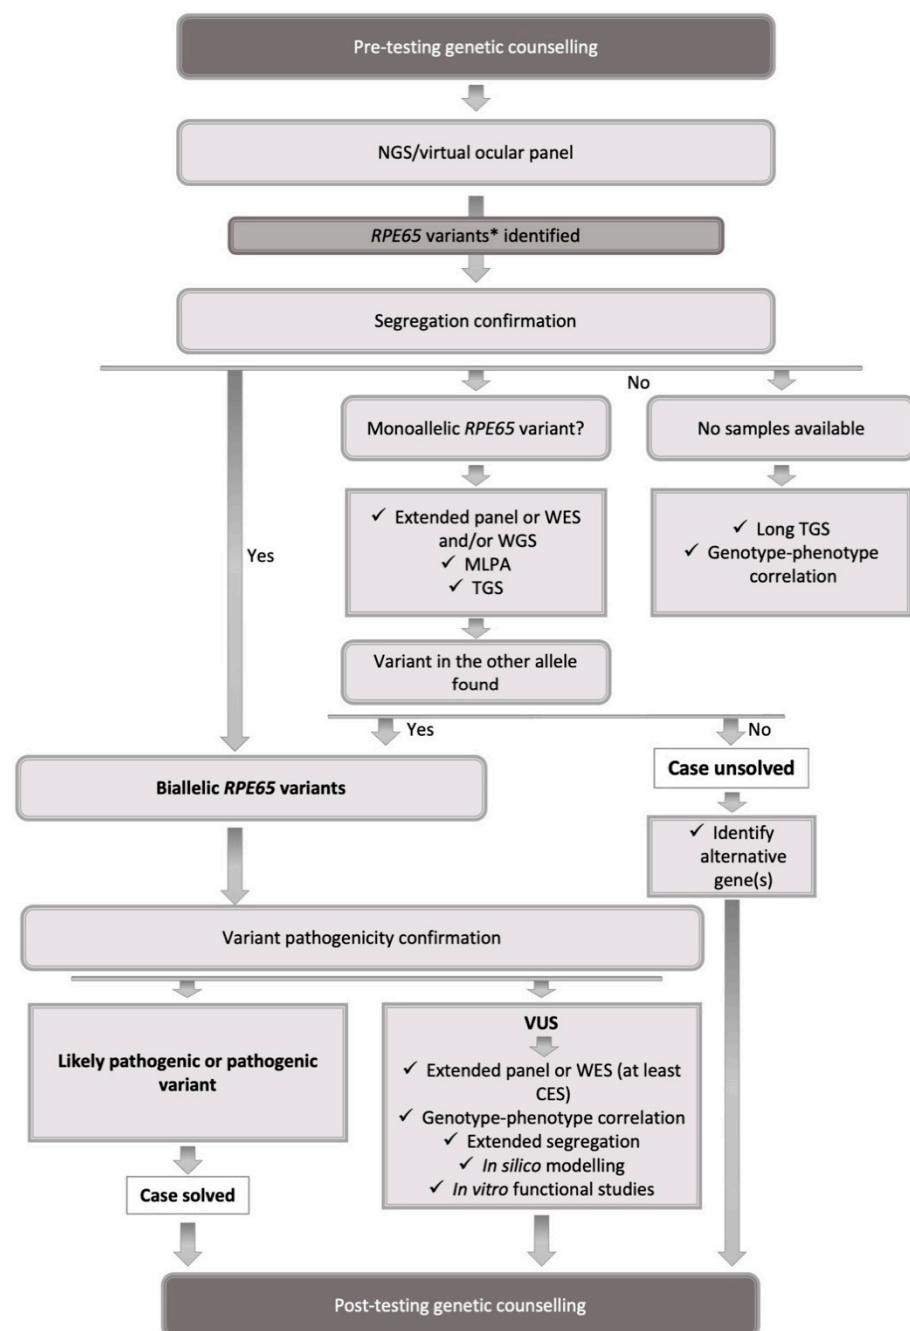 Pre-testing genetic counselling
NGS/virtual ocular panel
RPE65 variants* identified
Segregation confirmation
No
Monoallelic RPE65 variant?
No samples available
Yes
✓ Extended panel or WES
and/or WGS
✓ MLPA
✓ TGS
✓ Long TGS
✓ Genotype-phenotype
correlation
Variant in the other allele
found
Yes
No
Biallelic RPE65 variants
Case unsolved
✓ Identify
alternative
gene(s)
Variant pathogenicity confirmation
Likely pathogenic or pathogenic
variant
VUS
✓ Extended panel or WES (at least
CES)
✓ Genotype-phenotype correlation
✓ Extended segregation
✓ In silico modelling
✓ In vitro functional studies
Case solved
Post-testing genetic counselling